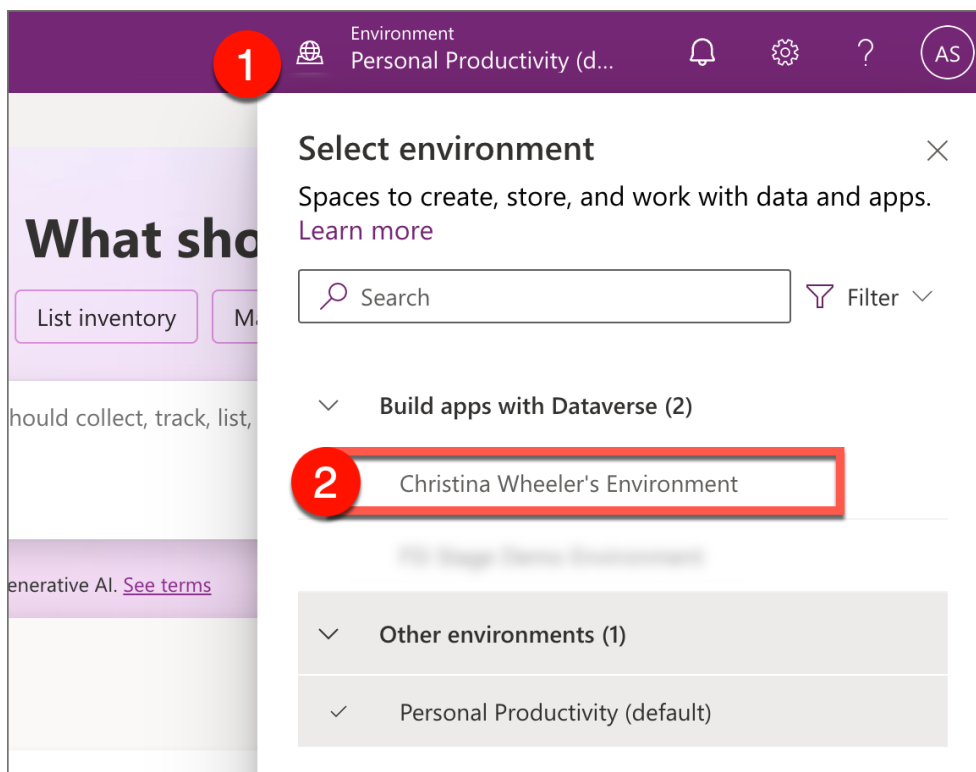 1
Environment
Personal Productivity (d...
?
AS
Select environment
Spaces to create, store, and work with data and apps.
Learn more
Search
Filter
What sho
List inventory
Ma
Build apps with Dataverse (2)
hould collect, track, list,
2
Christina Wheeler's Environment
enerative AI. See terms
Other environments (1)
Personal Productivity (default)